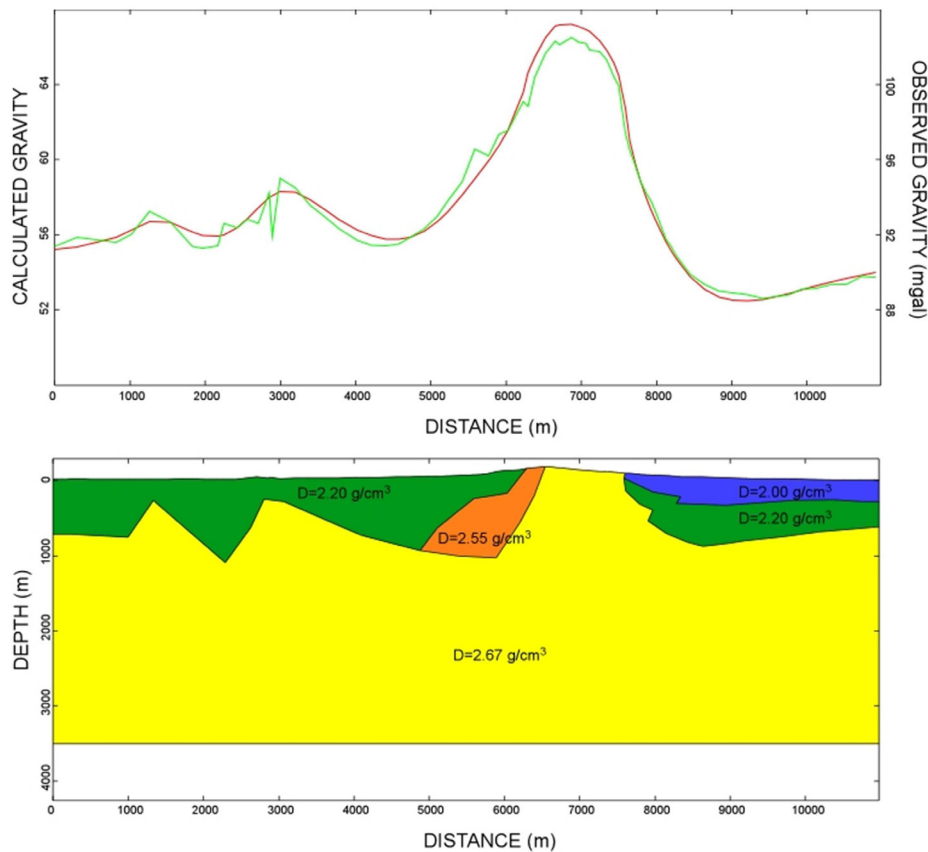 CALCULATED GRAVITY
64
60
56
52
OBSERVED GRAVITY (mgal)
100
96
92
88
0 1000 2000 3000 4000 5000 6000 7000 8000 9000 10000
DISTANCE (m)
DEPTH (m)
0
1000
2000
3000
4000
D=2.20 g/cm³
D=2.00 g/cm³
D=2.20 g/cm³
D=2.55 g/cm³
D=2.67 g/cm³
0 1000 2000 3000 4000 5000 6000 7000 8000 9000 10000
DISTANCE (m)